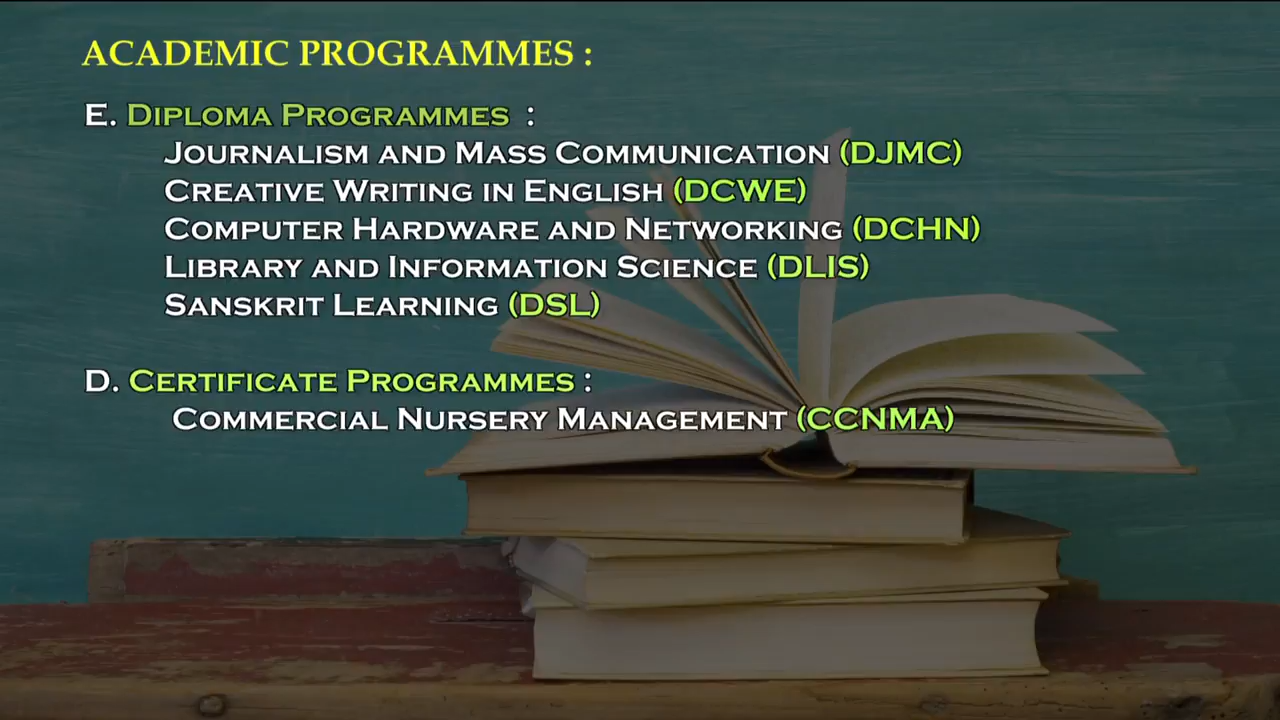 ACADEMIC PROGRAMMES :
E. DIPLOMA PROGRAMMES :
JOURNALISM AND MASS COMMUNICATION (DJMC)
CREATIVE WRITING IN ENGLISH (DCWE)
COMPUTER HARDWARE AND NETWORKING (DCHN)
LIBRARY AND INFORMATION SCIENCE (DLIS)
SANSKRIT LEARNING (DSL)
D. CERTIFICATE PROGRAMMES :
COMMERCIAL NURSERY MANAGEMENT (CCNMA)